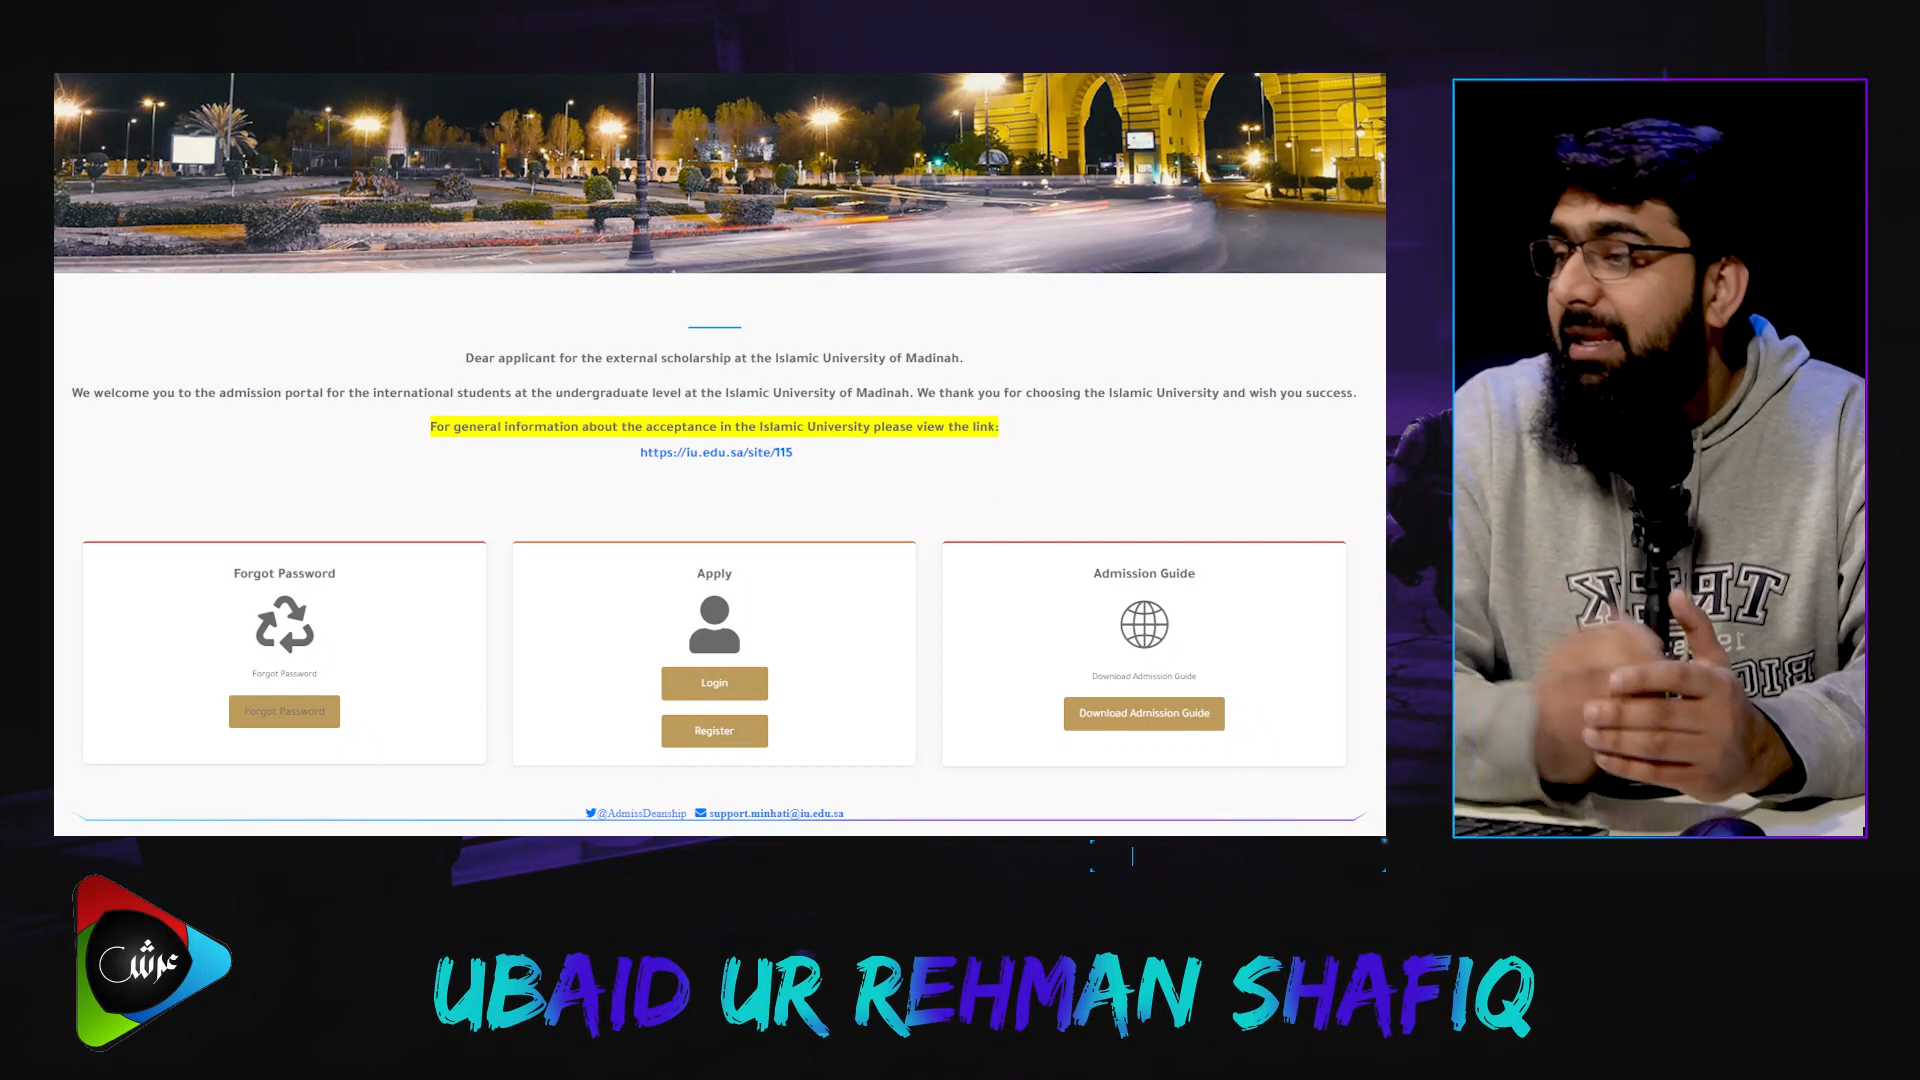 Dear applicant for the external scholarship at the Islamic University of Madinah.
We welcome you to the admission portal for the international students at the undergraduate level at the Islamic University of Madinah. We thank you for choosing the Islamic University and wish you success.
For general information about the acceptance in the Islamic University please view the link:
https://iu.edu.sa/site/115
Forgot Password
Forgot Password
Forgot Password
Apply
Login
Register
Admission Guide
Download Admission Guide
Download Admission Guide
@AdmissDeanship support.minhati@iu.edu.sa
TREK
UBAID UR REHMAN SHAFIQ